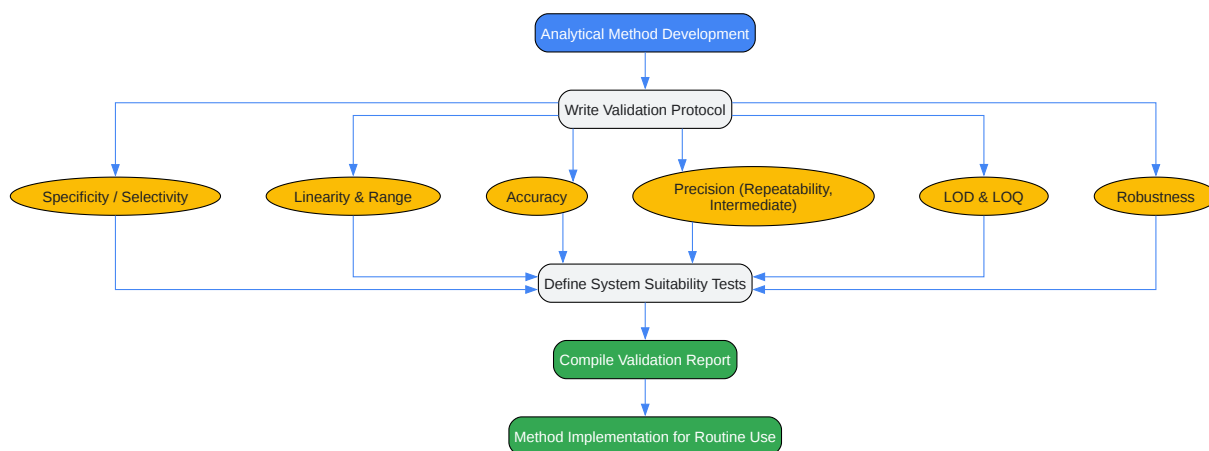 Analytical Method Development
Write Validation Protocol
Specificity / Selectivity
Linearity & Range
Accuracy
Precision (Repeatability,
Intermediate)
LOD & LOQ
Robustness
Define System Suitability Tests
Compile Validation Report
Method Implementation for Routine Use